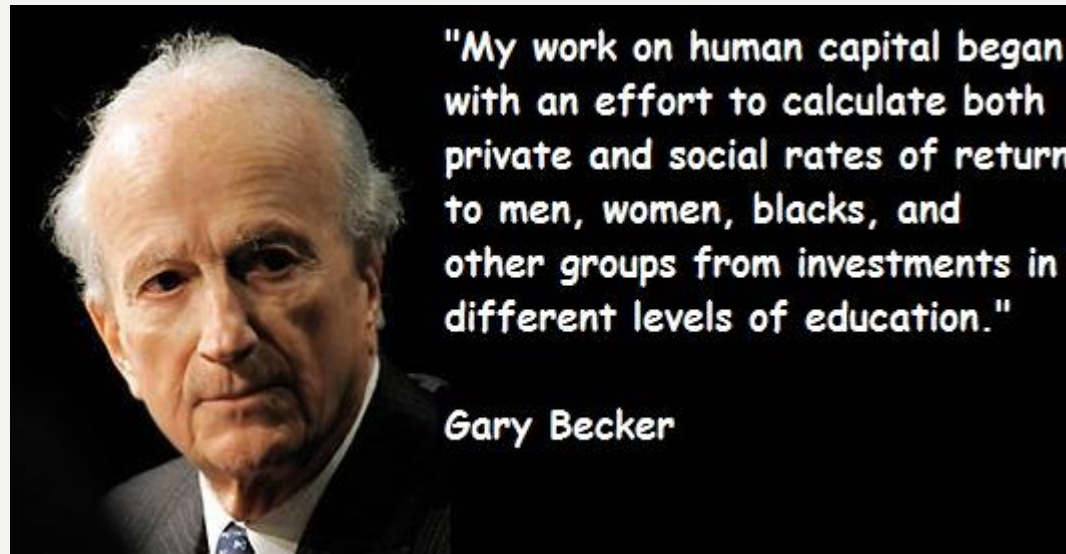 "My work on human capital began
with an effort to calculate both
private and social rates of return
to men, women, blacks, and
other groups from investments in
different levels of education."
Gary Becker